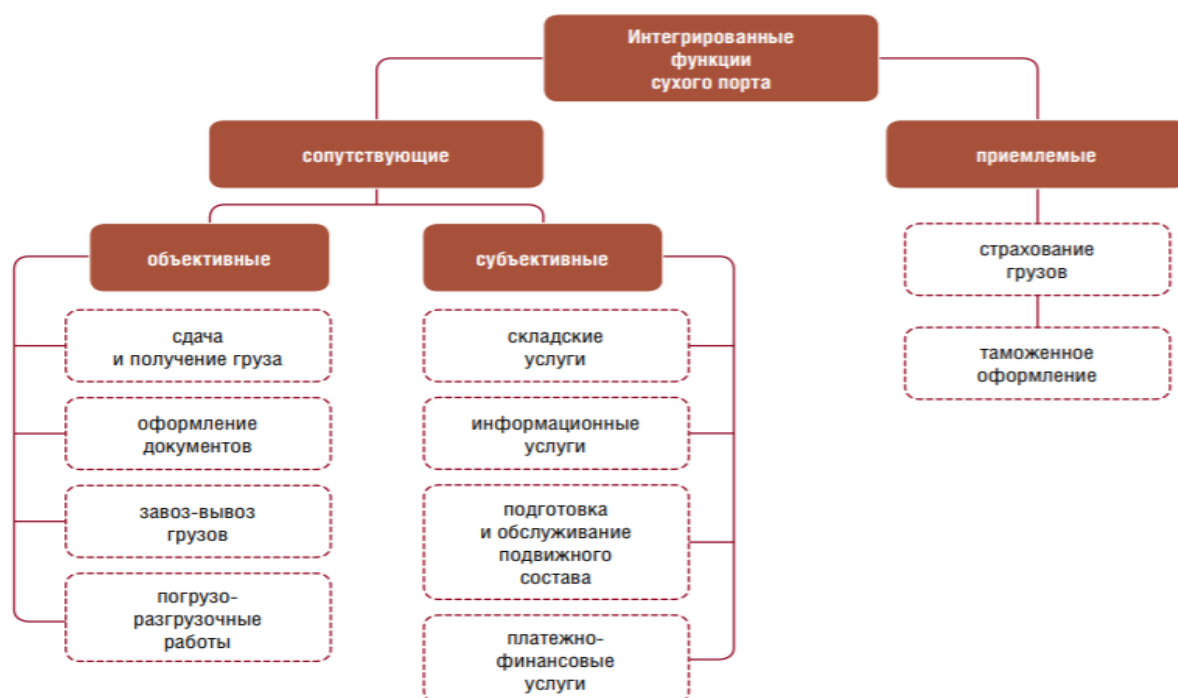 Интегрированные
функции
сухого порта
сопутствующие
приемлемые
объективные
субъективные
сдача
и получение груза
оформление
документов
завоз-вывоз
грузов
погрузо-
разгрузочные
работы
складские
услуги
информационные
услуги
подготовка
и обслуживание
подвижного
состава
платежно-
финансовые
услуги
страхование
грузов
таможенное
оформление